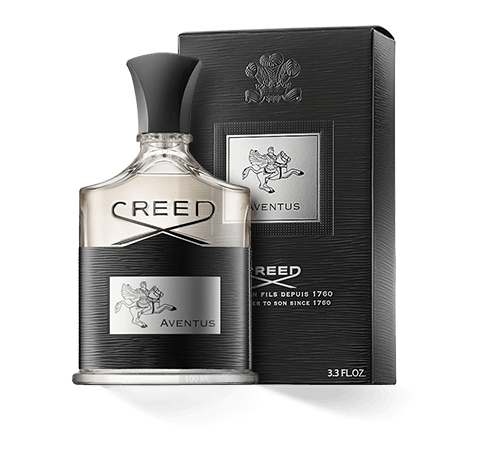 CREED
AVENTUS
AVENTUS
CREED
FILS DEPUIS 1760
TO SON SINCE 1760
3.3 FL.OZ.